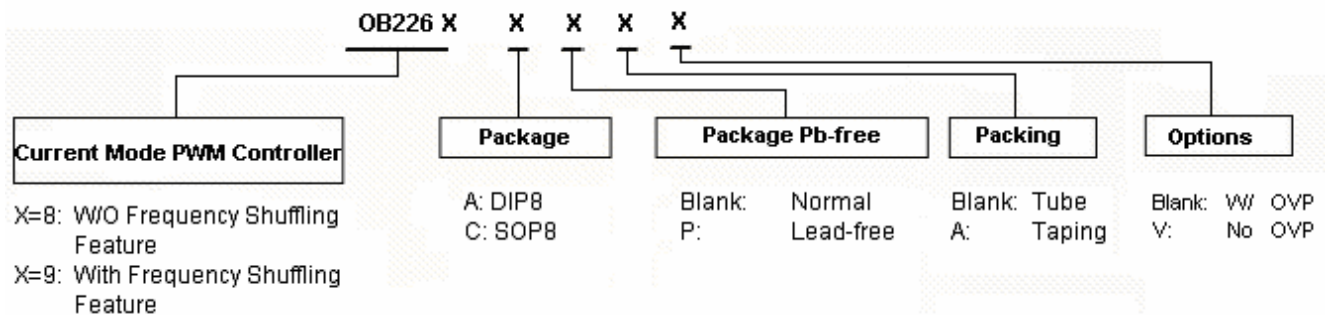 OB226 X X X X X
Current Mode PWM Controller
X=8: W/O Frequency Shuffling
Feature
X=9: With Frequency Shuffling
Feature
Package
A: DIP8
C: SOP8
Package Pb-free
Blank: Normal
P: Lead-free
Packing
Blank: Tube
A: Taping
Options
Blank: W/ OVP
V: No OVP